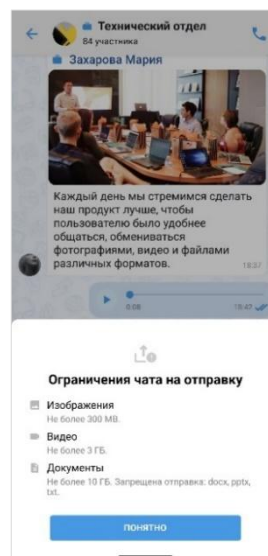 Технический отдел
84 участника
Захарова Мария
Каждый день мы стремимся сделать
наш продукт лучше, чтобы
пользователю было удобнее
общаться, обмениваться
фотографиями, видео и файлами
различных форматов.
18:37
0:08
18:47
Ограничения чата на отправку
Изображения
Не более 300 MB.
Видео
Не более 3 ГБ.
Документы
Не более 10 ГБ. Запрещена отправка: docx, pptx,
txt.
ПОНЯТНО